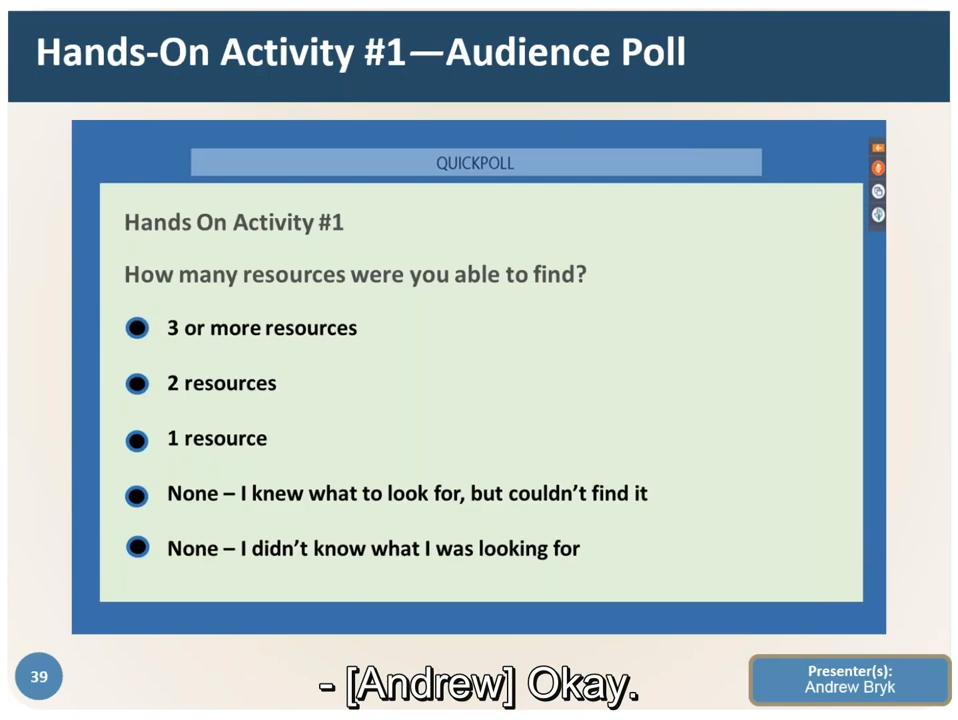 Hands-On Activity #1—Audience Poll
QUICKPOLL
Hands On Activity #1
How many resources were you able to find?
3 or more resources
2 resources
1 resource
None – I knew what to look for, but couldn't find it
None – I didn't know what I was looking for
39
- [Andrew] Okay.
Presenter(s):
Andrew Bryk